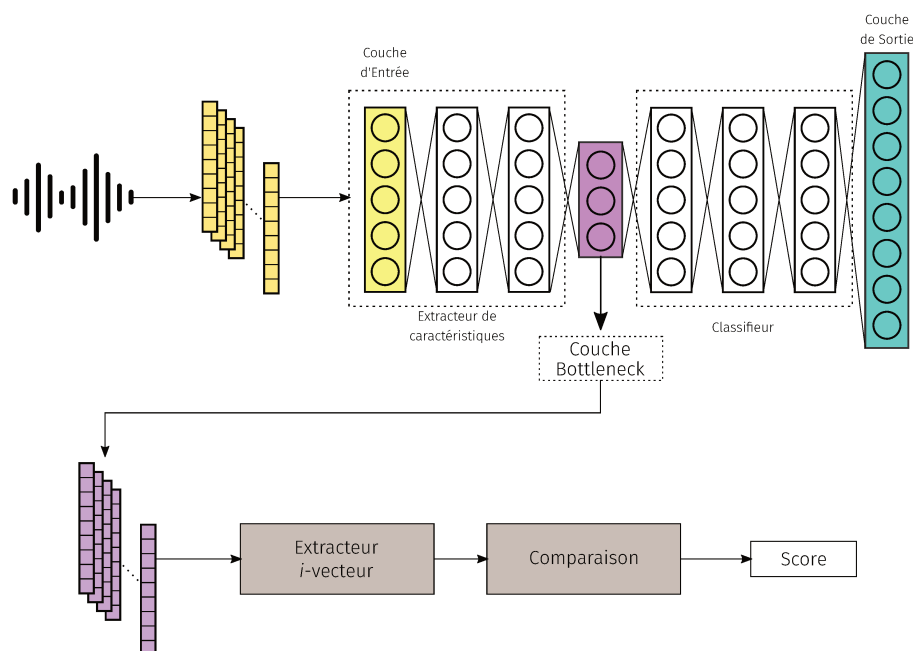 Couche
de Sortie
Couche
d'Entrée
Extracteur de
caractéristiques
Classifieur
Couche
Bottleneck
Extracteur
i-vecteur
Comparaison
Score